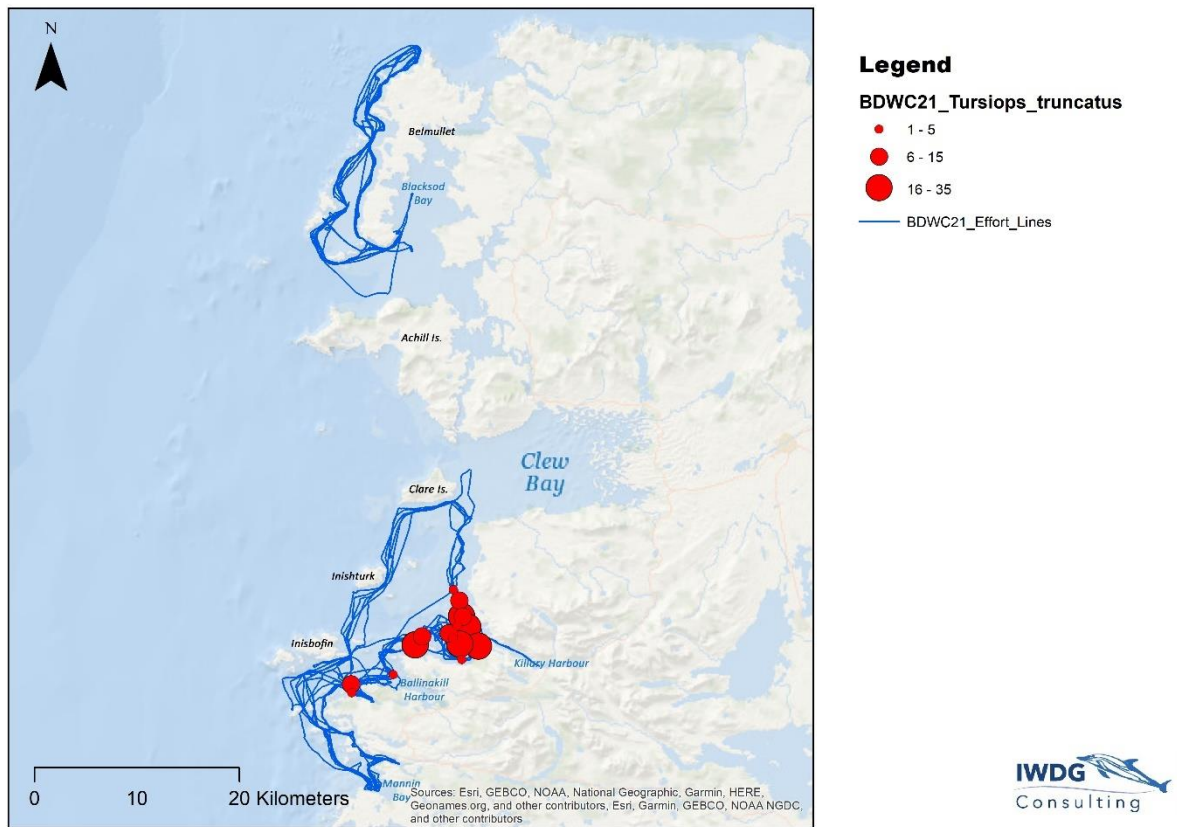 N
Belmullet
Blacksod
Bay
Achill Is.
Clew
Bay
Clare Is.
Inishturk
Inisbofin
Killary Harbour
Ballinakill
Harbour
Mannin
Bay
0 10 20 Kilometers
Sources: Esri, GEBCO, NOAA, National Geographic, Garmin, HERE,
Geonames.org, and other contributors, Esri, Garmin, GEBCO, NOAA NGDC,
and other contributors
Legend
BDWC21_Tursiops_truncatus
1 - 5
6 - 15
16 - 35
BDWC21_Effort_Lines
IWDG
Consulting